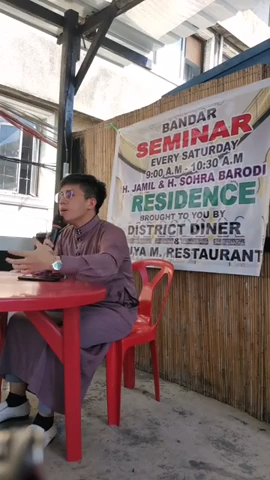 BANDAR
SEMINAR
EVERY SATURDAY
9:00 A.M - 10:30 A.M
H. JAMIL & H. SOHRA BARODI
RESIDENCE
BROUGHT TO YOU BY
DISTRICT DINER
&
UYA M. RESTAURANT